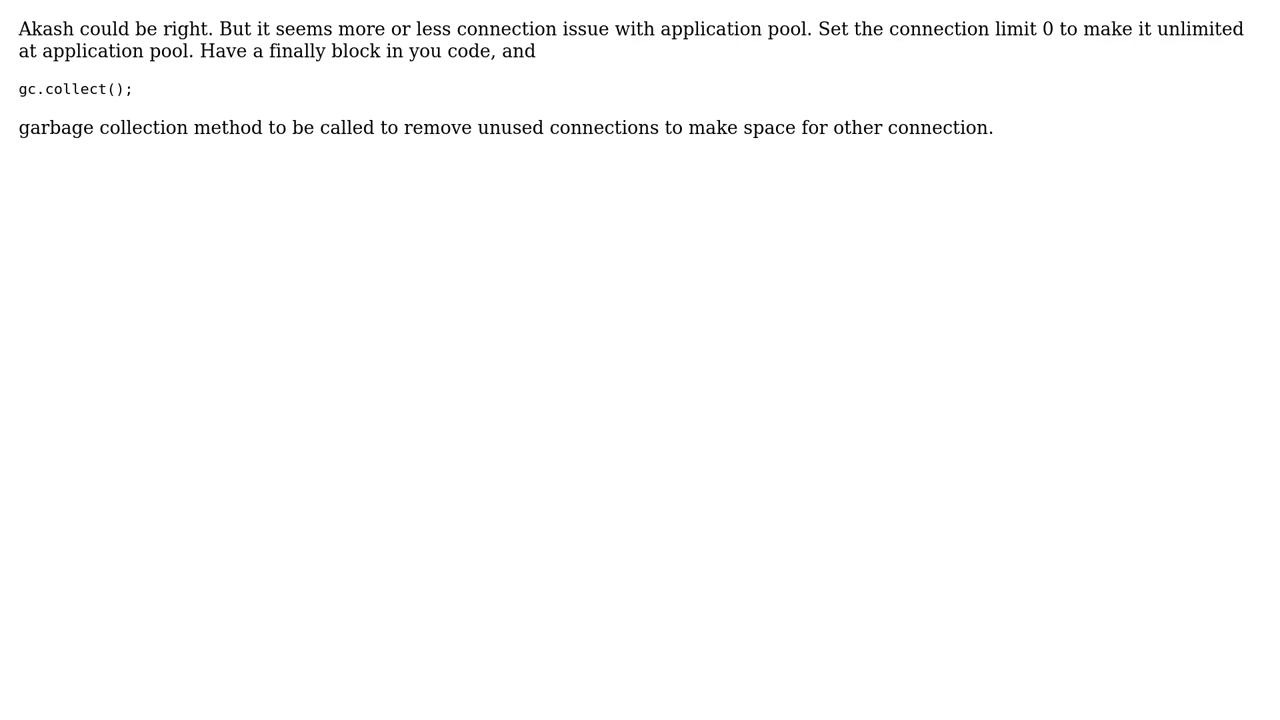 Akash could be right. But it seems more or less connection issue with application pool. Set the connection limit 0 to make it unlimited
at application pool. Have a finally block in you code, and
gc.collect();
garbage collection method to be called to remove unused connections to make space for other connection.